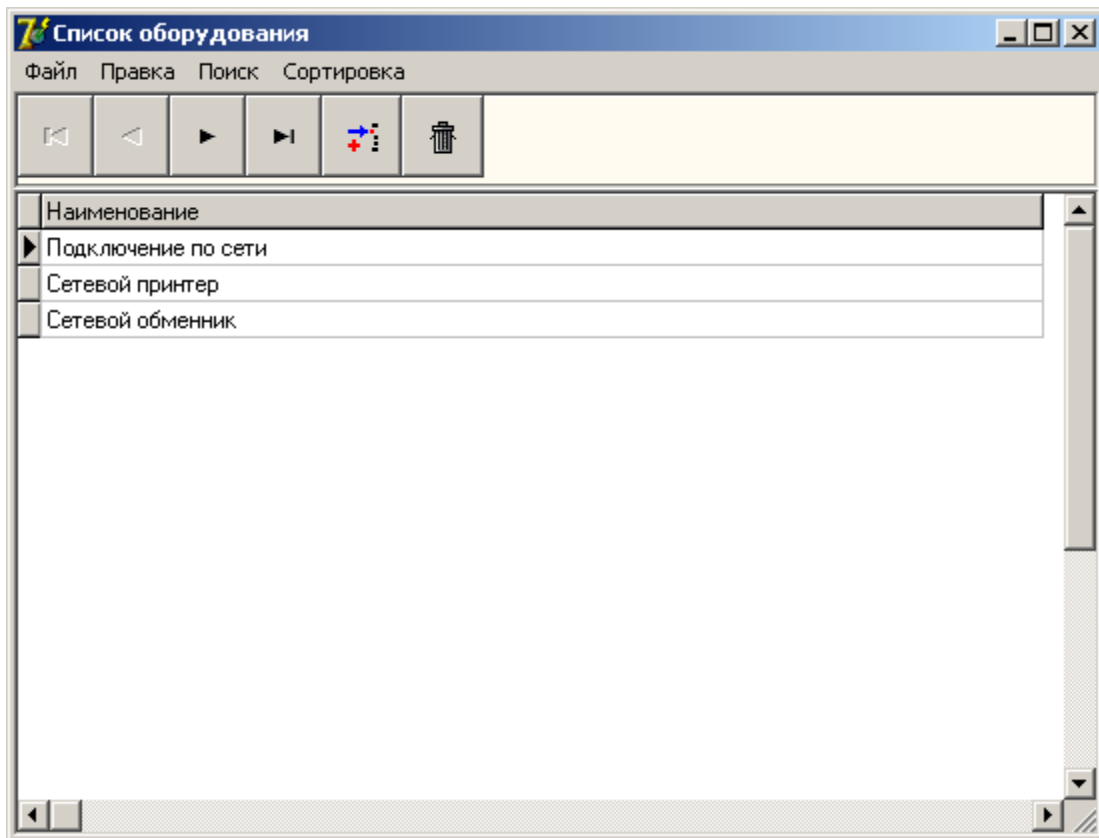 Список оборудования
Файл Правка Поиск Сортировка
Наименование
Подключение по сети
Сетевой принтер
Сетевой обменник